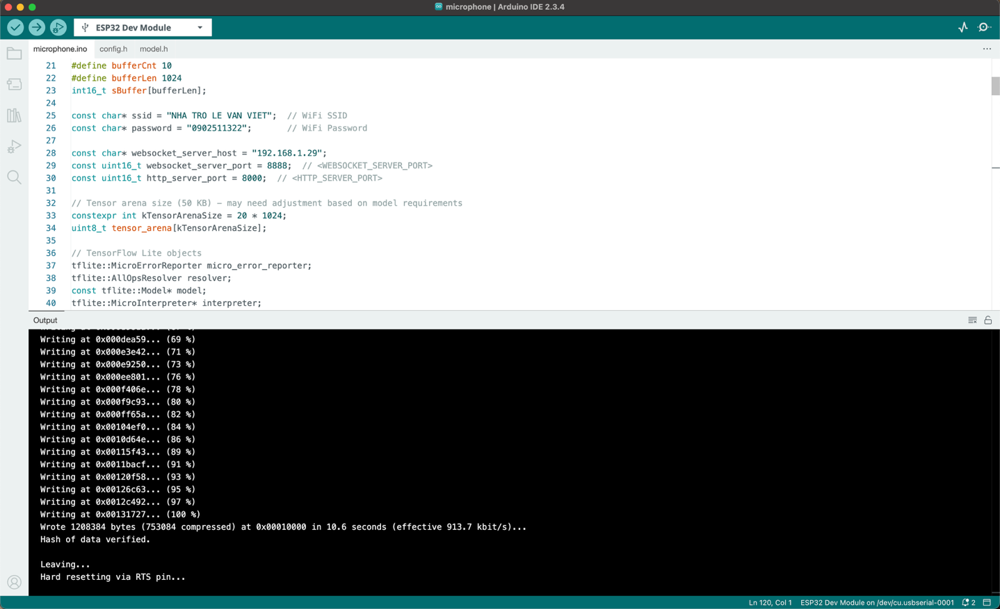 microphone | Arduino IDE 2.3.4
ESP32 Dev Module
microphone.ino config.h model.h
21 #define bufferCnt 10
22 #define bufferLen 1024
23 int16_t sBuffer[bufferLen];
24
25 const char* ssid = "NHA TRO LE VAN VIET"; // WiFi SSID
26 const char* password = "0902511322"; // WiFi Password
27
28 const char* websocket_server_host = "192.168.1.29";
29 const uint16_t websocket_server_port = 8888; // <WEBSOCKET_SERVER_PORT>
30 const uint16_t http_server_port = 8000; // <HTTP_SERVER_PORT>
31
32 // Tensor arena size (50 KB) – may need adjustment based on model requirements
33 constexpr int kTensorArenaSize = 20 * 1024;
34 uint8_t tensor_arena[kTensorArenaSize];
35
36 // TensorFlow Lite objects
37 tflite::MicroErrorReporter micro_error_reporter;
38 tflite::AllOpsResolver resolver;
39 const tflite::Model* model;
40 tflite::MicroInterpreter* interpreter;
Output
Writing at 0x000dea59... (69 %)
Writing at 0x000e3e42... (71 %)
Writing at 0x000e9250... (73 %)
Writing at 0x000ee801... (76 %)
Writing at 0x000f406e... (78 %)
Writing at 0x000f9c93... (80 %)
Writing at 0x000ff65a... (82 %)
Writing at 0x00104ef0... (84 %)
Writing at 0x0010d64e... (86 %)
Writing at 0x00115f43... (89 %)
Writing at 0x0011bacf... (91 %)
Writing at 0x00120f58... (93 %)
Writing at 0x00126c63... (95 %)
Writing at 0x0012c492... (97 %)
Writing at 0x00131727... (100 %)
Wrote 1208384 bytes (753084 compressed) at 0x00010000 in 10.6 seconds (effective 913.7 kbit/s)...
Hash of data verified.
Leaving...
Hard resetting via RTS pin...
Ln 120, Col 1 ESP32 Dev Module on /dev/cu.usbserial-0001 2